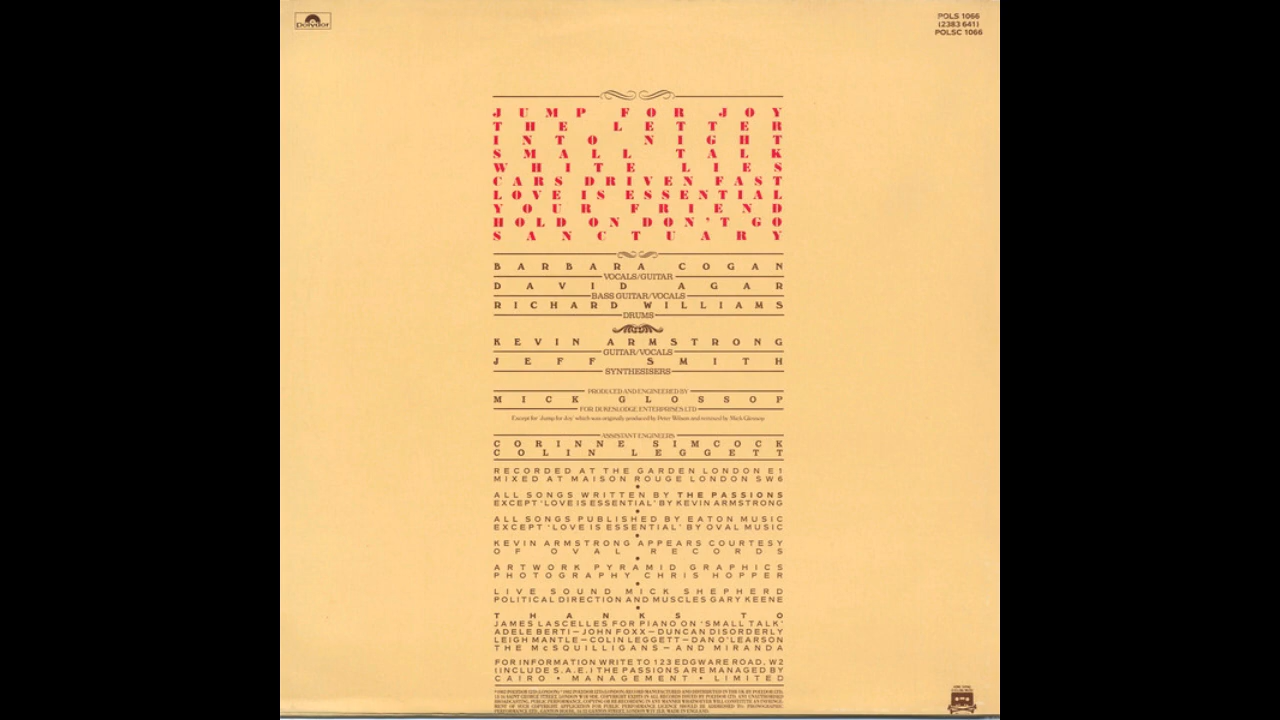 polydor
POLS 1066
(2383 641)
POLSC 1066
JUMP FOR JOY
THE LETTER
INTO NIGHT
SMALL TALK
WHITE LIES
CARS DRIVEN FAST
LOVE IS ESSENTIAL
YOUR FRIEND
HOLD ON DON'T GO
SANCTUARY
BARBARA COGAN
VOCALS/GUITAR
DAVID AGAR
BASS GUITAR/VOCALS
RICHARD WILLIAMS
DRUMS
KEVIN ARMSTRONG
GUITAR/VOCALS
JEFF SMITH
SYNTHESISERS
PRODUCED AND ENGINEERED BY
MICK GLOSSOP
FOR DUKESLODGE ENTERPRISES LTD
Except for 'Jump for Joy' which was originally produced by Peter Wilson and remixed by Mick Glossop
ASSISTANT ENGINEERS
CORINNE SIMCOCK
COLIN LEGGETT
RECORDED AT THE GARDEN LONDON E1
MIXED AT MAISON ROUGE LONDON SW6
ALL SONGS WRITTEN BY THE PASSIONS
EXCEPT 'LOVE IS ESSENTIAL' BY KEVIN ARMSTRONG
ALL SONGS PUBLISHED BY EATON MUSIC
EXCEPT 'LOVE IS ESSENTIAL' BY OVAL MUSIC
KEVIN ARMSTRONG APPEARS COURTESY
OF OVAL RECORDS
ARTWORK PYRAMID GRAPHICS
PHOTOGRAPHY CHRIS HOPPER
LIVE SOUND MICK SHEPHERD
POLITICAL DIRECTION AND MUSCLES GARY KEENE
THANKS TO
JAMES LASCELLES FOR PIANO ON 'SMALL TALK'
ADELE BERTI – JOHN FOXX – DUNCAN DISORDERLY
LEIGH MANTLE – COLIN LEGGETT – DAN O'LEARSON
THE McSQUILLIGANS – AND MIRANDA
FOR INFORMATION WRITE TO 123 EDGWARE ROAD, W2
(INCLUDE S.A.E.) THE PASSIONS ARE MANAGED BY
CAIRO • MANAGEMENT • LIMITED